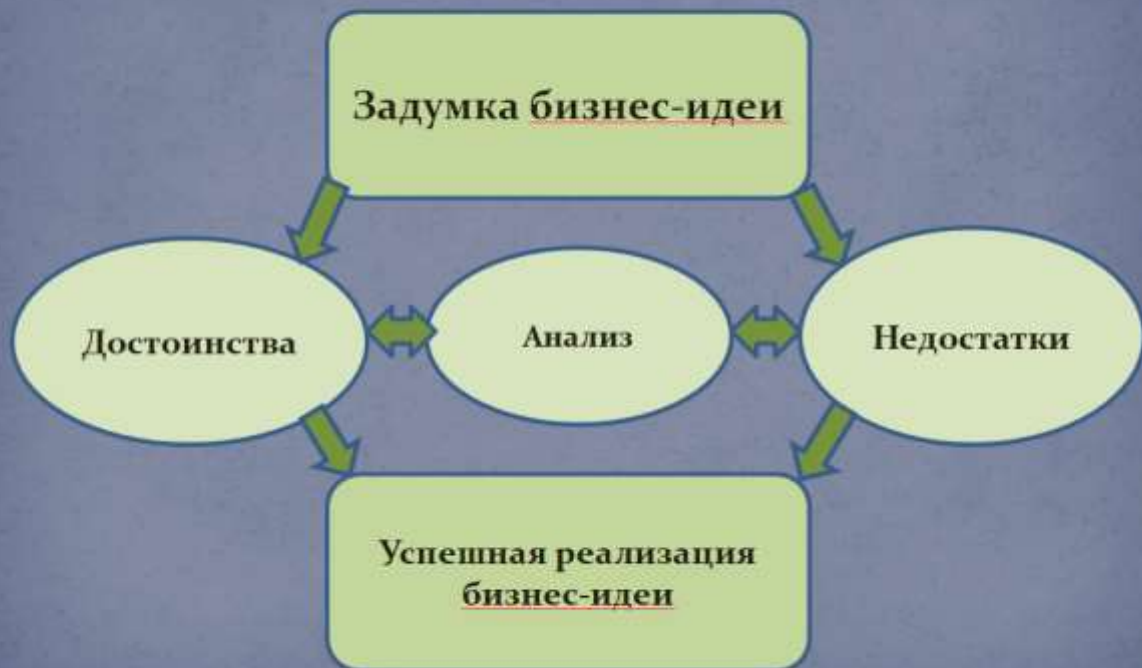 Задумка бизнес-идеи
Достоинства
Анализ
Недостатки
Успешная реализация
бизнес-идеи